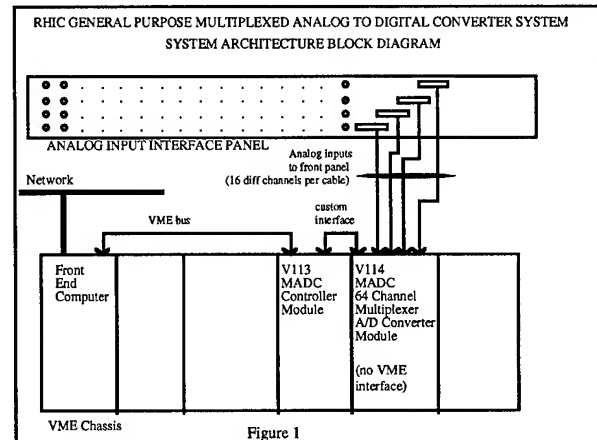 RHIC GENERAL PURPOSE MULTIPLEXED ANALOG TO DIGITAL CONVERTER SYSTEM
SYSTEM ARCHITECTURE BLOCK DIAGRAM
ANALOG INPUT INTERFACE PANEL
Analog inputs
to front panel
(16 diff channels per cable)
Network
VME bus
custom
interface
Front
End
Computer
V113
MADC
Controller
Module
V114
MADC
64 Channel
Multiplexer
A/D Converter
Module
(no VME
interface)
VME Chassis
Figure 1